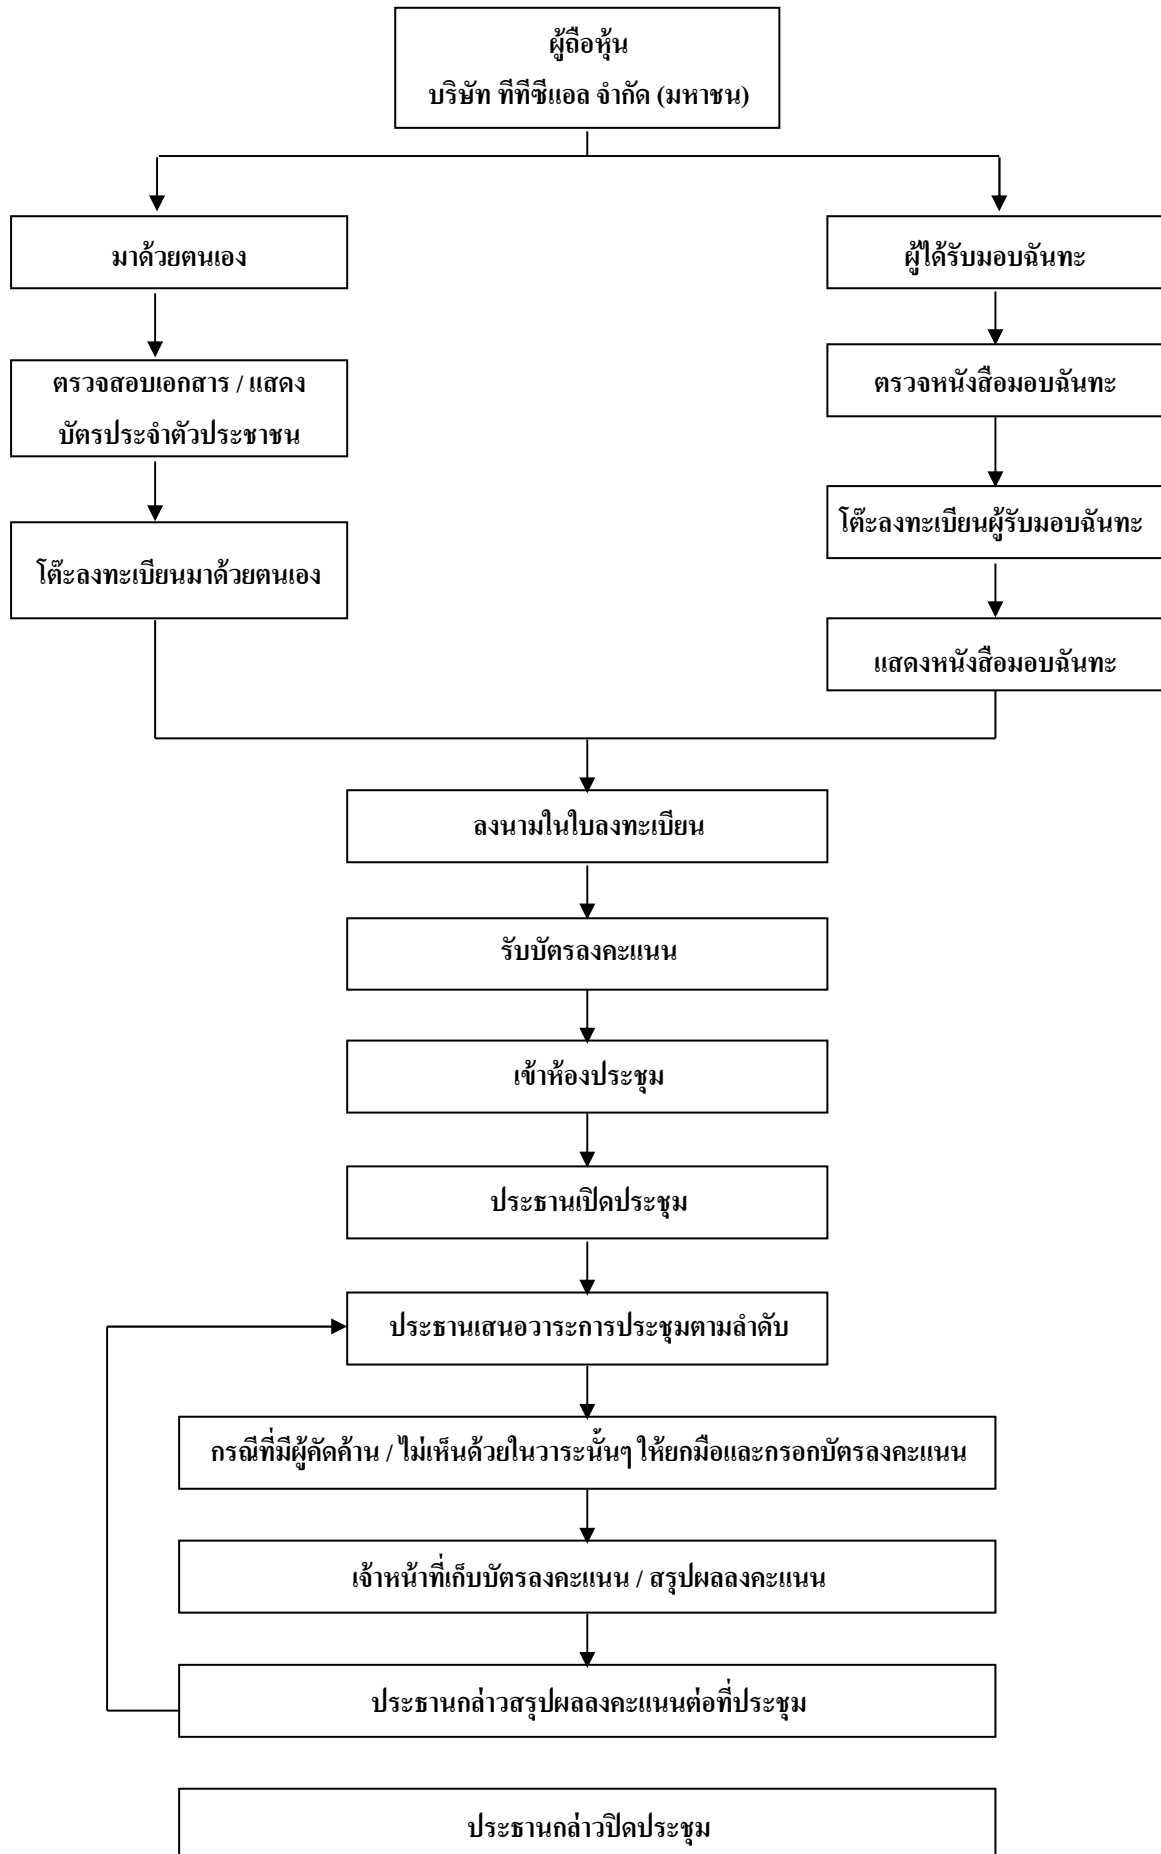 ผู้ถือหุ้น
บริษัท ทีทีซีแอล จำกัด (มหาชน)
มาด้วยตนเอง
ตรวจสอบเอกสาร / แสดง
บัตรประจำตัวประชาชน
โต๊ะลงทะเบียนมาด้วยตนเอง
ผู้ได้รับมอบฉันทะ
ตรวจหนังสือมอบฉันทะ
โต๊ะลงทะเบียนผู้รับมอบฉันทะ
แสดงหนังสือมอบฉันทะ
ลงนามในใบลงทะเบียน
รับบัตรลงคะแนน
เข้าห้องประชุม
ประธานเปิดประชุม
ประธานเสนอวาระการประชุมตามลำดับ
กรณีที่มีผู้คัดค้าน / ไม่เห็นด้วยในวาระนั้นๆ ให้ยกมือและกรอกบัตรลงคะแนน
เจ้าหน้าที่เก็บบัตรลงคะแนน / สรุปผลลงคะแนน
ประธานกล่าวสรุปผลลงคะแนนต่อที่ประชุม
ประธานกล่าวปิดประชุม